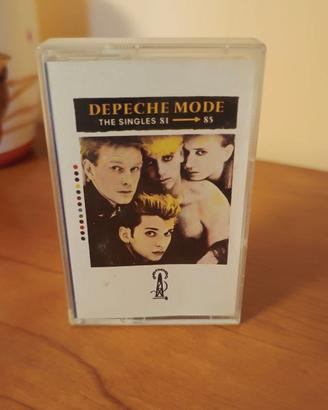 DEPECHE MODE
THE SINGLES 81 → 85